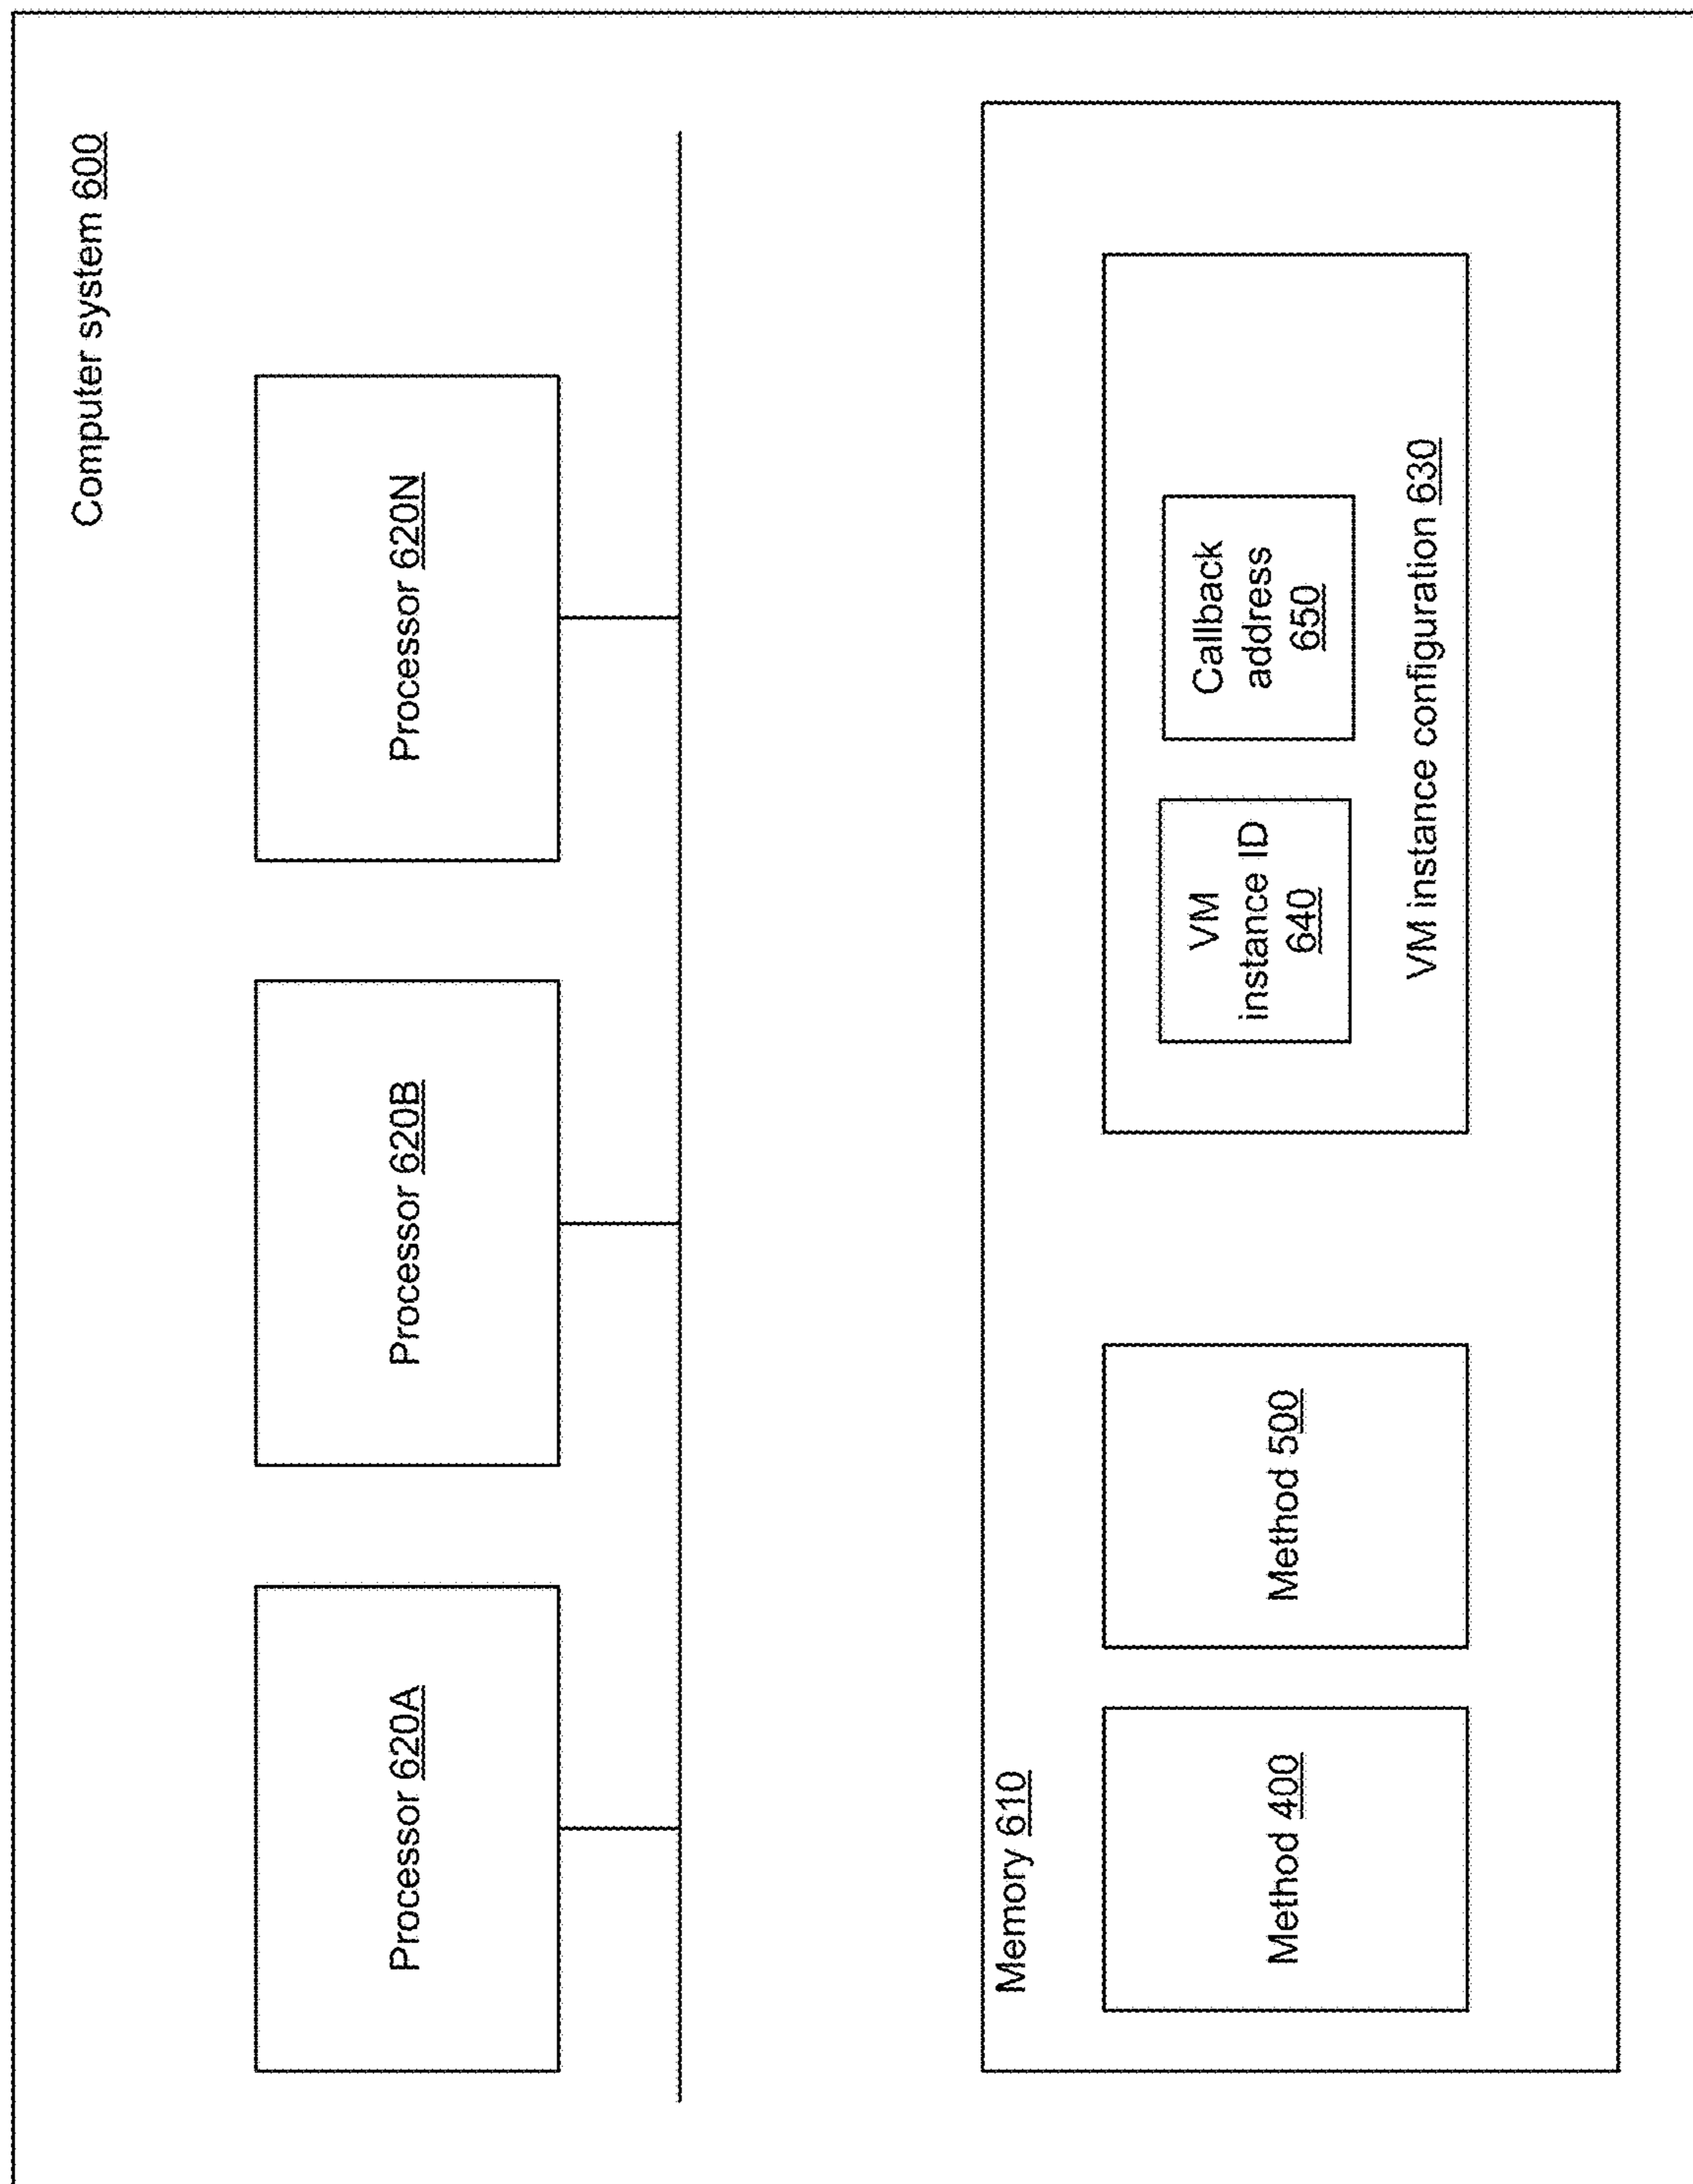 Computer system 600
Processor 620A
Processor 620B
Processor 620N
Memory 610
Method 400
Method 500
VM
instance ID
640
Callback
address
650
VM instance configuration 630